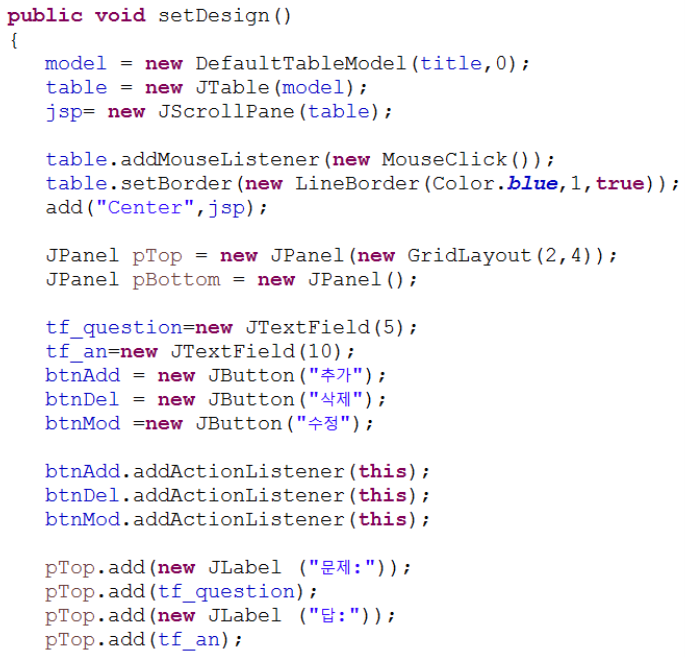 public void setDesign()
{
model = new DefaultTableModel(title,0);
table = new JTable(model);
jsp= new JScrollPane(table);
table.addMouseListener(new MouseClick());
table.setBorder(new LineBorder(Color.blue,1,true));
add("Center",jsp);
JPanel pTop = new JPanel(new GridLayout(2,4));
JPanel pBottom = new JPanel();
tf_question=new JTextField(5);
tf_an=new JTextField(10);
btnAdd = new JButton("추가");
btnDel = new JButton("삭제");
btnMod =new JButton("수정");
btnAdd.addActionListener(this);
btnDel.addActionListener(this);
btnMod.addActionListener(this);
pTop.add(new JLabel ("문제:"));
pTop.add(tf_question);
pTop.add(new JLabel ("답:"));
pTop.add(tf_an);